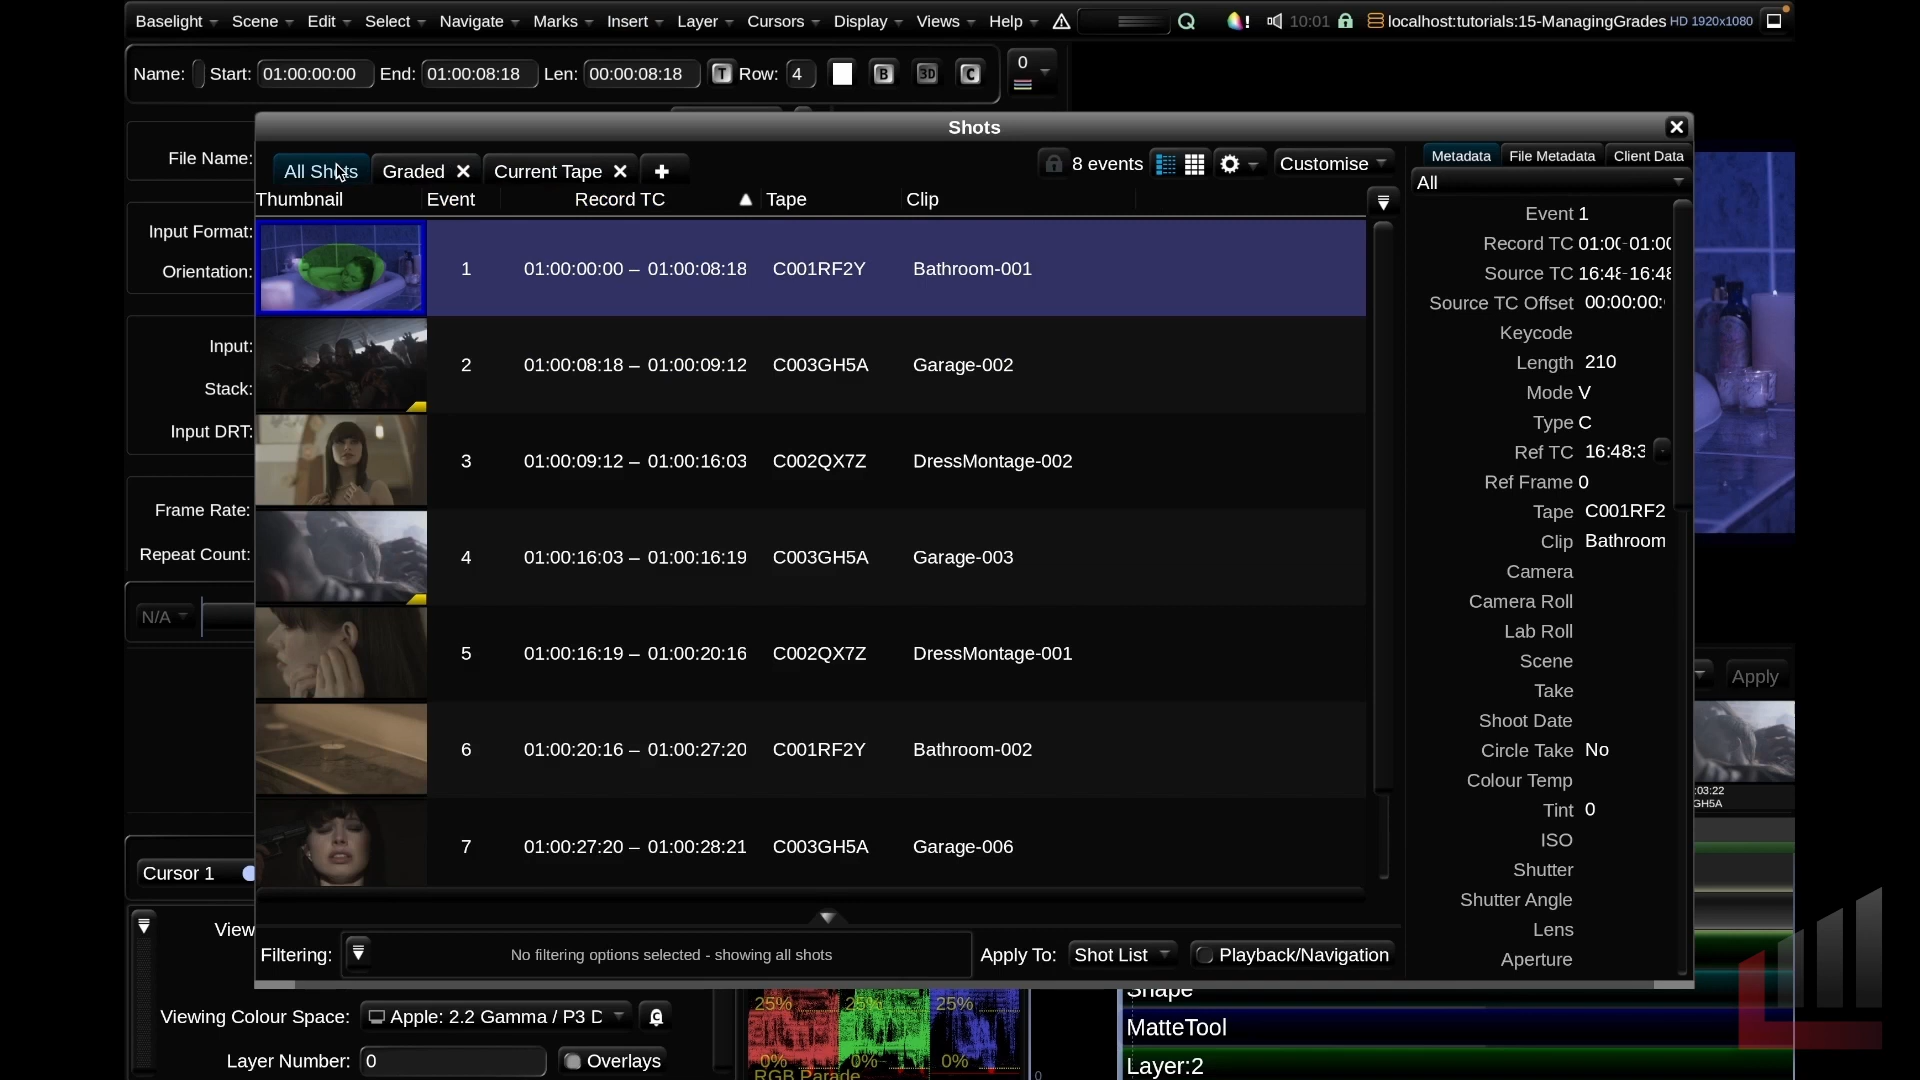 Baselight Scene Edit Select Navigate Marks Insert Layer Cursors Display Views Help 10:01 localhost:tutorials:15-ManagingGrades HD 1920x1080
Name: Start: 01:00:00:00 End: 01:00:08:18 Len: 00:00:08:18 T Row: 4 B 3D C 0
Shots
File Name:
Input Format:
Orientation:
Input:
Stack:
Input DRT:
Frame Rate:
Repeat Count:
N/A
Cursor 1
All Shots Graded Current Tape + 8 events Customise
Thumbnail Event Record TC Tape Clip
1 01:00:00:00 – 01:00:08:18 C001RF2Y Bathroom-001
2 01:00:08:18 – 01:00:09:12 C003GH5A Garage-002
3 01:00:09:12 – 01:00:16:03 C002QX7Z DressMontage-002
4 01:00:16:03 – 01:00:16:19 C003GH5A Garage-003
5 01:00:16:19 – 01:00:20:16 C002QX7Z DressMontage-001
6 01:00:20:16 – 01:00:27:20 C001RF2Y Bathroom-002
7 01:00:27:20 – 01:00:28:21 C003GH5A Garage-006
Filtering: No filtering options selected - showing all shots Apply To: Shot List Playback/Navigation
Metadata File Metadata Client Data
All
Event 1
Record TC 01:00-01:00
Source TC 16:48-16:48
Source TC Offset 00:00:00:
Keycode
Length 210
Mode V
Type C
Ref TC 16:48:3
Ref Frame 0
Tape C001RF2
Clip Bathroom
Camera
Camera Roll
Lab Roll
Scene
Take
Shoot Date
Circle Take No
Colour Temp
Tint 0
ISO
Shutter
Shutter Angle
Lens
Aperture
Apply
:03:22
GH5A
View
Viewing Colour Space: Apple: 2.2 Gamma / P3 D
Layer Number: 0 Overlays
25% 25% 25%
0% 0% 0%
RGB Parade
0
Shape
MatteTool
Layer:2